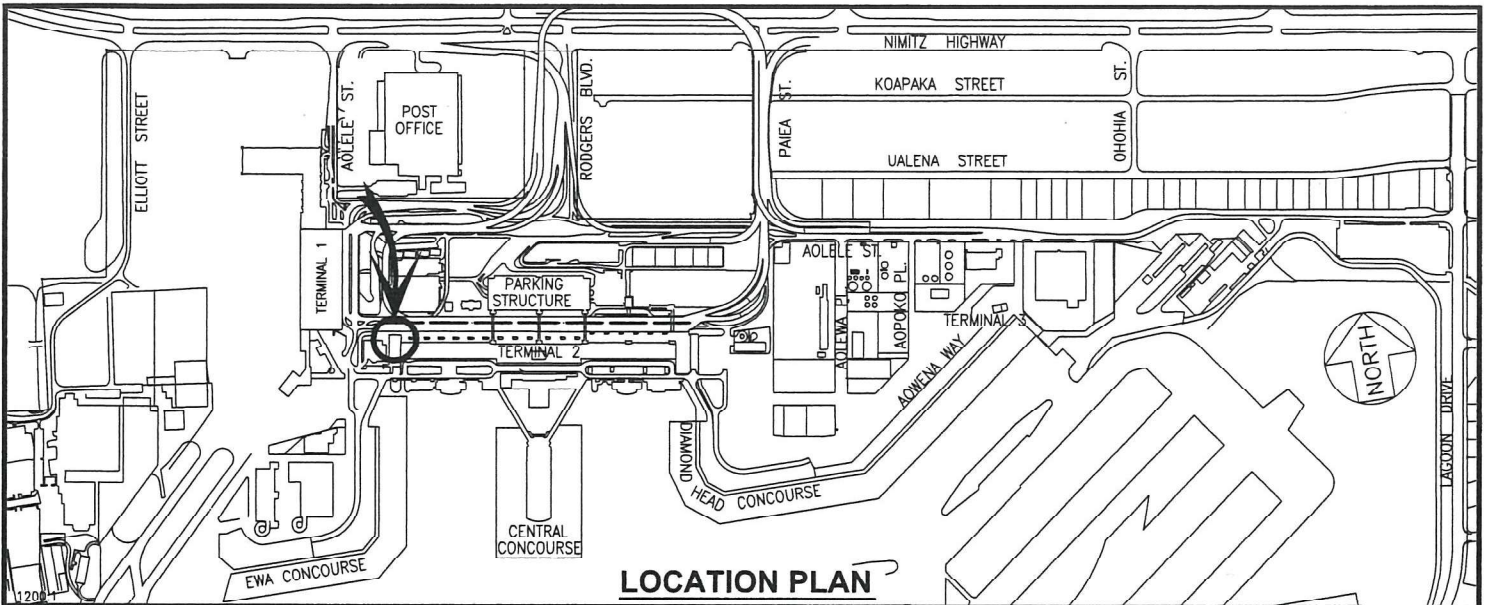 NIMITZ HIGHWAY
KOAPAKA STREET
UALENA STREET
ELLIOTT STREET
AOLELE ST.
POST
OFFICE
RODGERS BLVD.
PAIEA ST.
OHOHIA ST.
TERMINAL 1
PARKING
STRUCTURE
TERMINAL 2
AOLELE ST.
AOLEWA PL.
AOPOKO PL.
TERMINAL 3
AOWENA WAY
NORTH
LAGOON DRIVE
DIAMOND
HEAD CONCOURSE
CENTRAL
CONCOURSE
EWA CONCOURSE
LOCATION PLAN